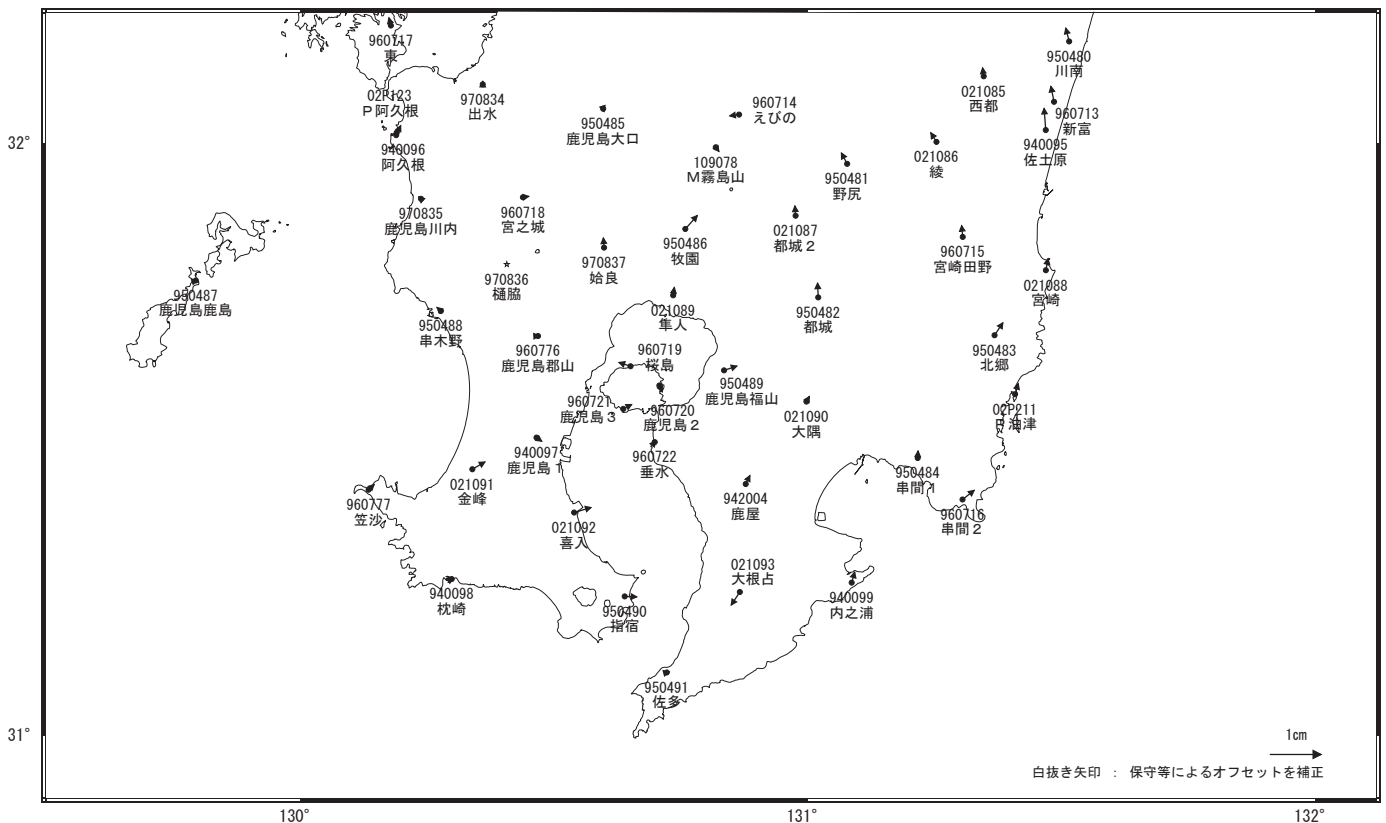 960717
東
950480
川南
02P123
P阿久根
970834
出水
021085
西都
960714
えびの
960713
新富
950485
鹿児島大口
940096
阿久根
940095
佐土原
109078
M霧島山
021086
綾
950481
野尻
970835
鹿児島川内
960718
宮之城
021087
都城2
950486
牧園
960715
宮崎田野
970837
姶良
970836
樋脇
021088
宮崎
950487
鹿児島鹿島
021089
隼人
950482
都城
950488
串木野
960776
鹿児島郡山
960719
桜島
950483
北郷
950489
鹿児島福山
960721
鹿児島3
960720
鹿児島2
021090
大隅
02P211
P油津
940097
鹿児島1
960722
垂水
950484
串間1
021091
金峰
942004
鹿屋
960777
笠沙
960716
串間2
021092
喜入
021093
大根占
940098
枕崎
950490
指宿
940099
内之浦
950491
佐多
32°
31°
1cm
白抜き矢印 : 保守等によるオフセットを補正
130°
131°
132°